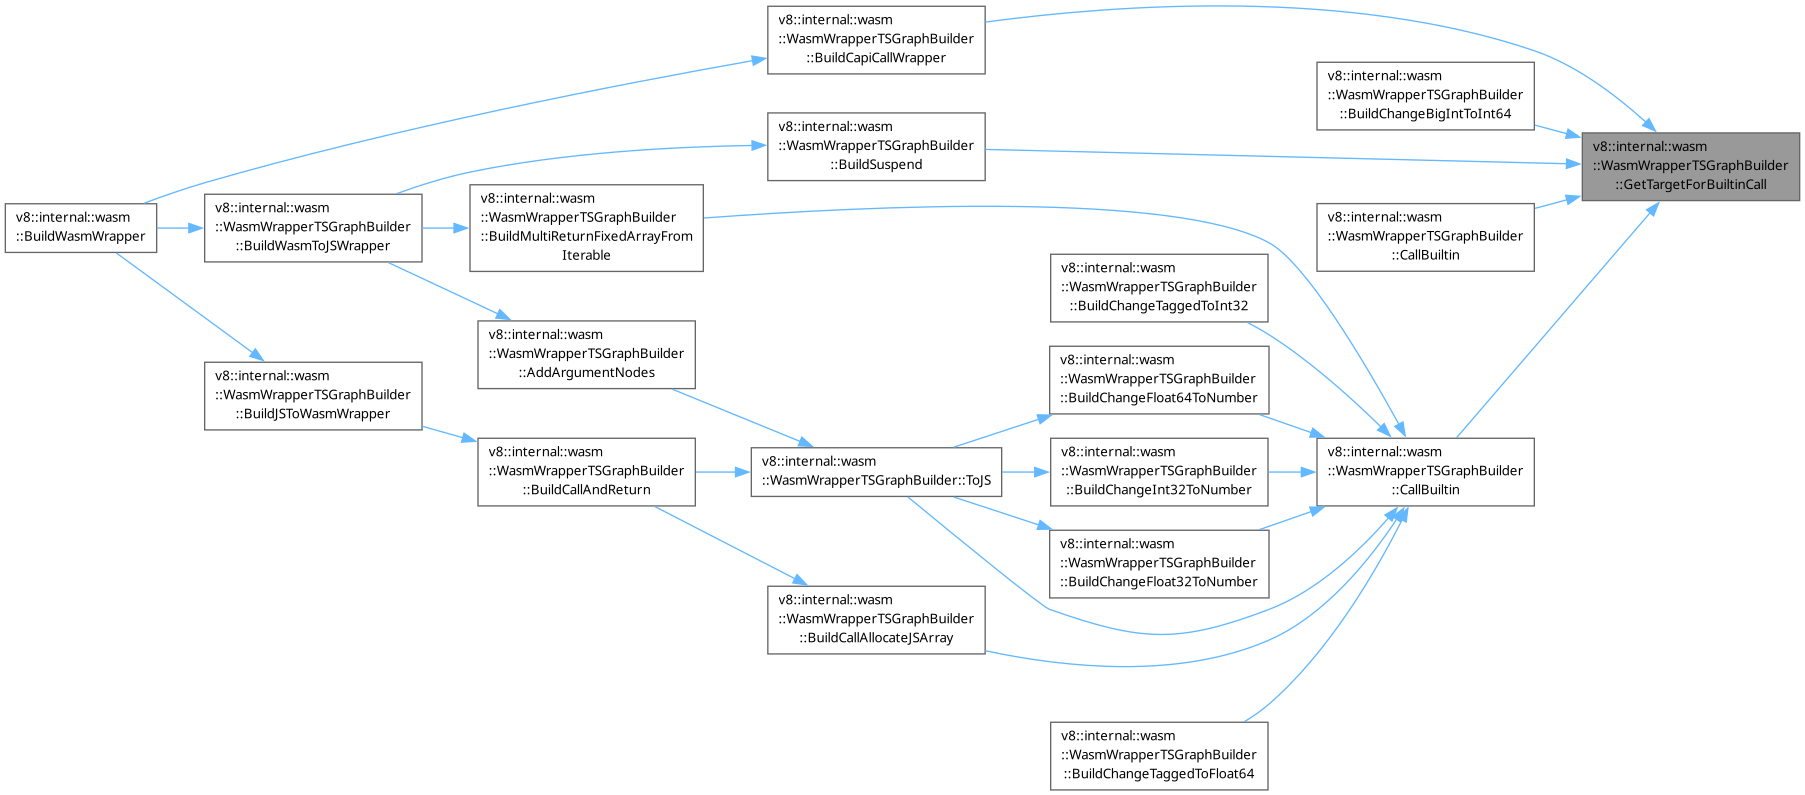 v8::internal::wasm
::WasmWrapperTSGraphBuilder
::BuildCapiCallWrapper
v8::internal::wasm
::WasmWrapperTSGraphBuilder
::BuildChangeBigIntToInt64
v8::internal::wasm
::WasmWrapperTSGraphBuilder
::BuildSuspend
v8::internal::wasm
::WasmWrapperTSGraphBuilder
::GetTargetForBuiltinCall
v8::internal::wasm
::BuildWasmWrapper
v8::internal::wasm
::WasmWrapperTSGraphBuilder
::BuildWasmToJSWrapper
v8::internal::wasm
::WasmWrapperTSGraphBuilder
::BuildMultiReturnFixedArrayFrom
Iterable
v8::internal::wasm
::WasmWrapperTSGraphBuilder
::CallBuiltin
v8::internal::wasm
::WasmWrapperTSGraphBuilder
::BuildChangeTaggedToInt32
v8::internal::wasm
::WasmWrapperTSGraphBuilder
::AddArgumentNodes
v8::internal::wasm
::WasmWrapperTSGraphBuilder
::BuildChangeFloat64ToNumber
v8::internal::wasm
::WasmWrapperTSGraphBuilder
::BuildJSToWasmWrapper
v8::internal::wasm
::WasmWrapperTSGraphBuilder
::BuildCallAndReturn
v8::internal::wasm
::WasmWrapperTSGraphBuilder::ToJS
v8::internal::wasm
::WasmWrapperTSGraphBuilder
::BuildChangeInt32ToNumber
v8::internal::wasm
::WasmWrapperTSGraphBuilder
::CallBuiltin
v8::internal::wasm
::WasmWrapperTSGraphBuilder
::BuildChangeFloat32ToNumber
v8::internal::wasm
::WasmWrapperTSGraphBuilder
::BuildCallAllocateJSArray
v8::internal::wasm
::WasmWrapperTSGraphBuilder
::BuildChangeTaggedToFloat64